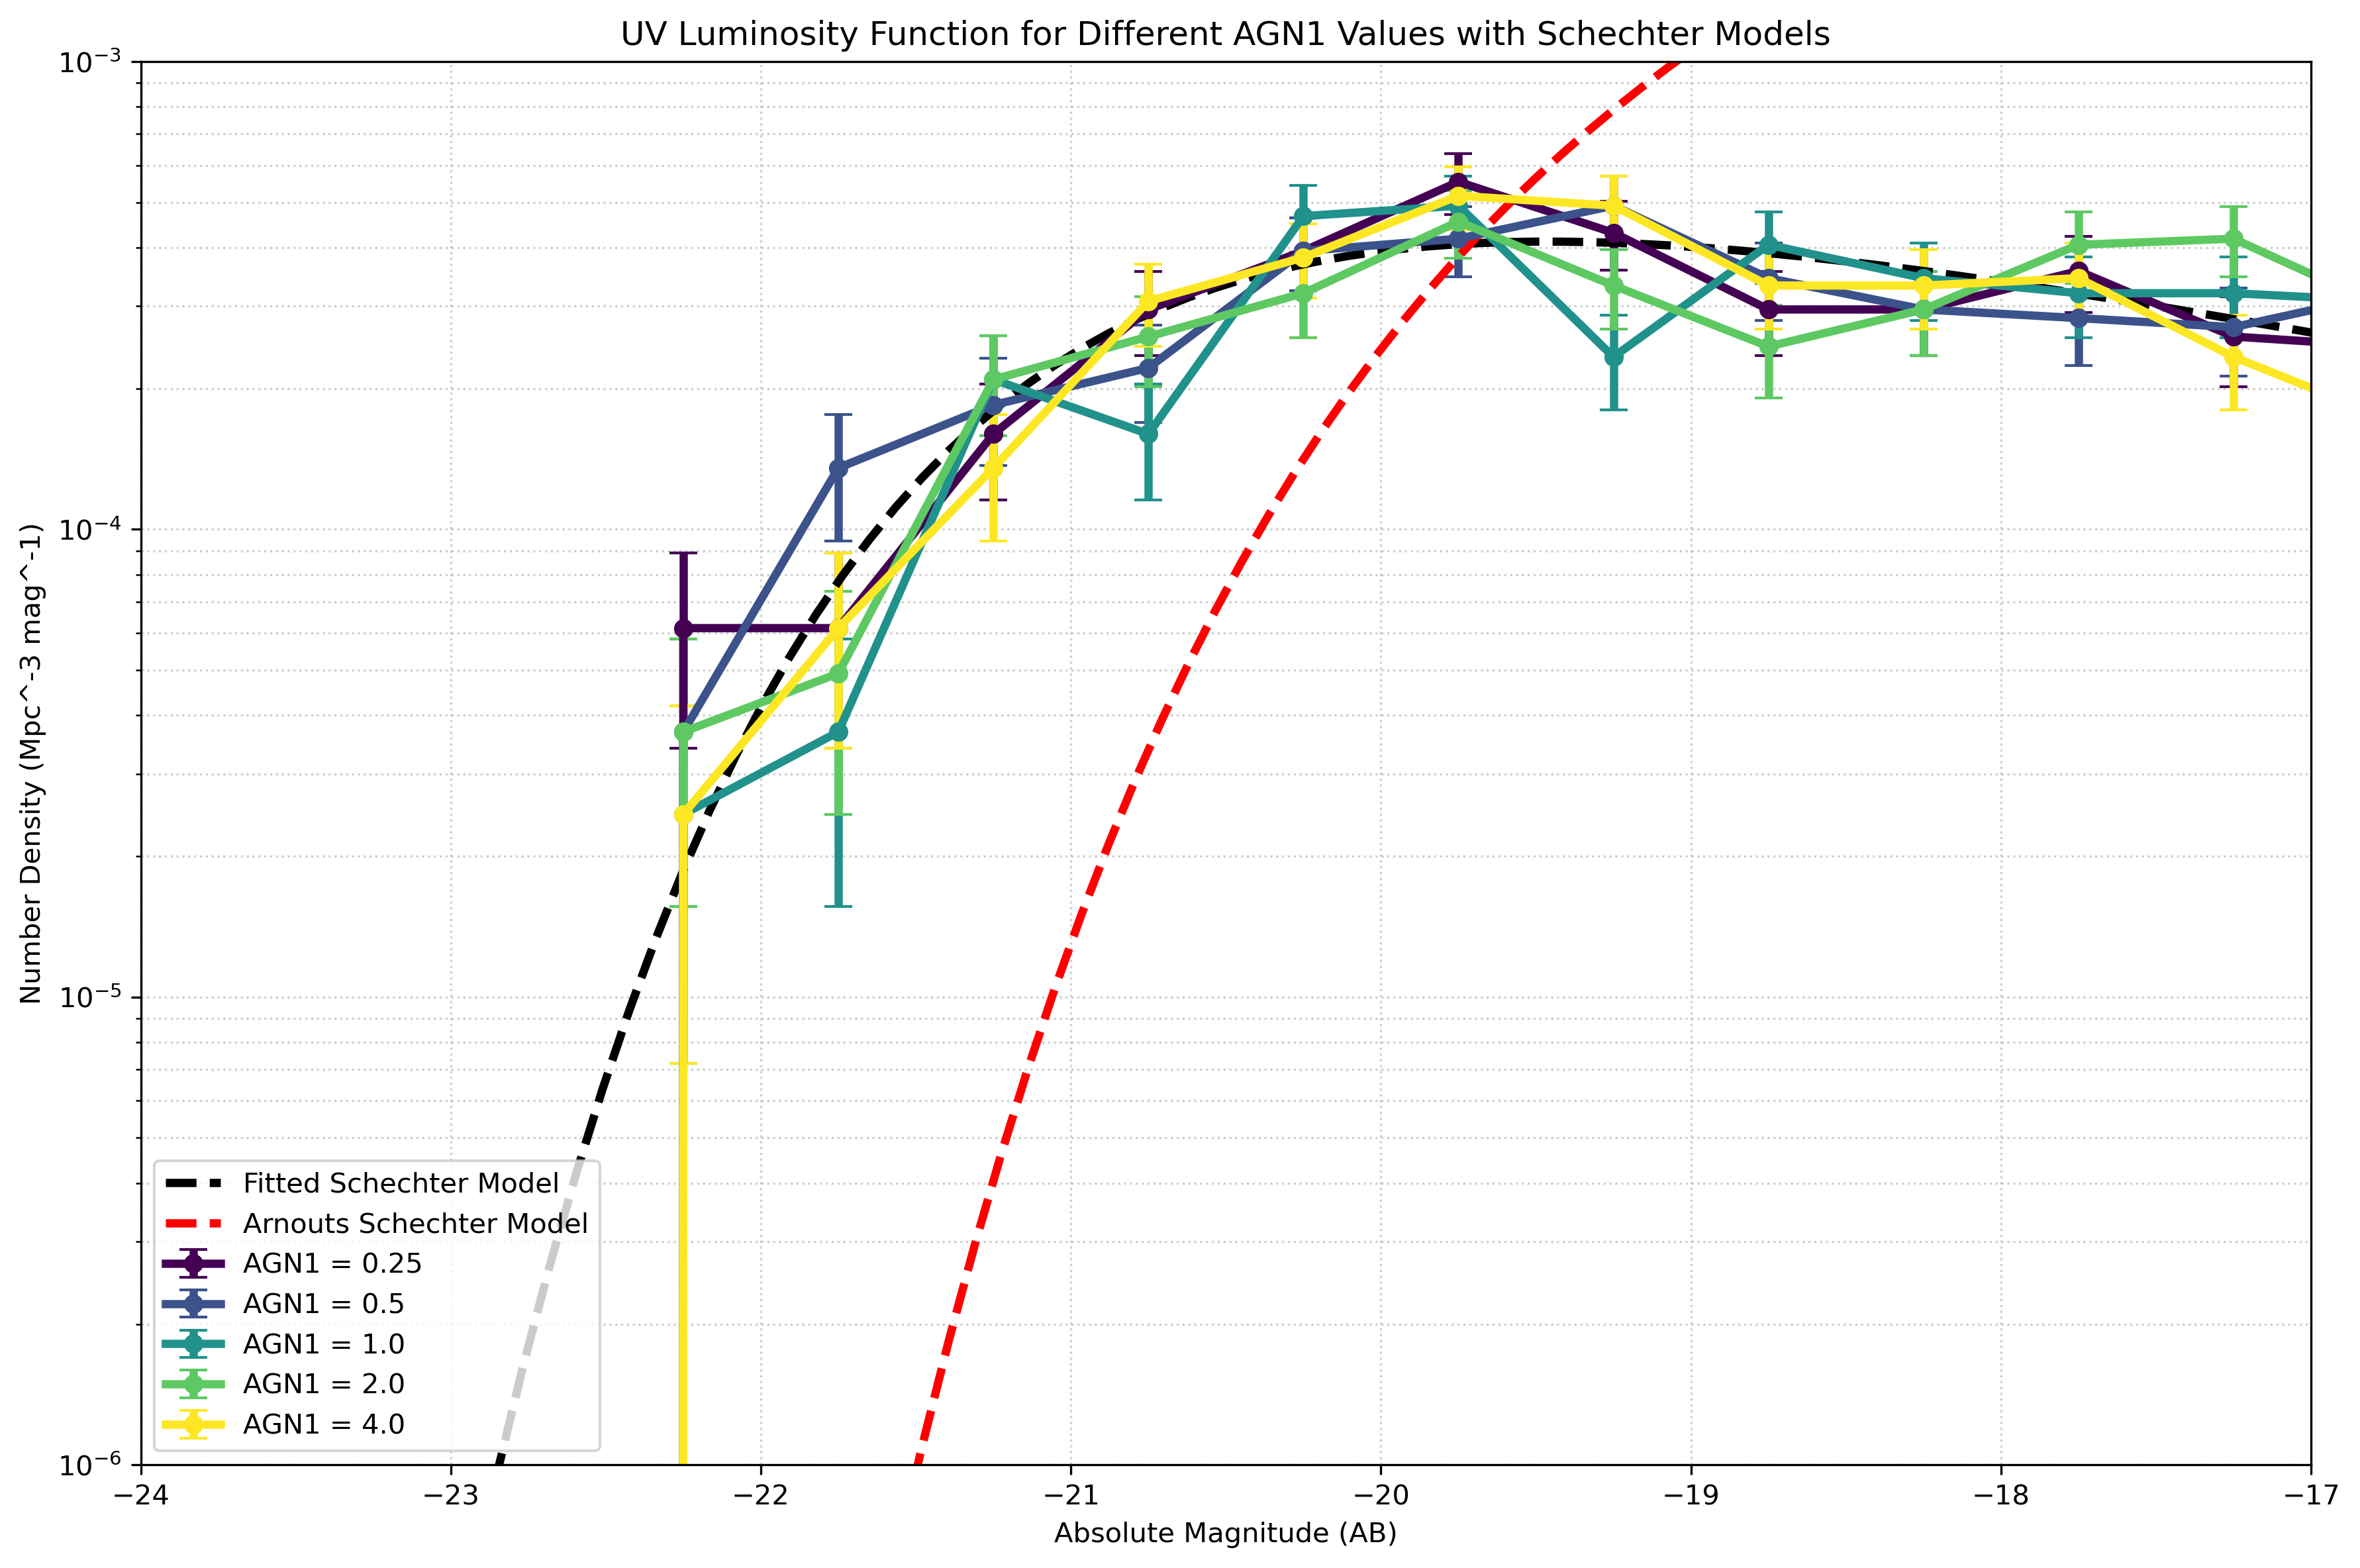 UV Luminosity Function for Different AGN1 Values with Schechter Models
Number Density (Mpc^-3 mag^-1)
10⁻³
10⁻⁴
10⁻⁵
10⁻⁶
Fitted Schechter Model
Arnouts Schechter Model
AGN1 = 0.25
AGN1 = 0.5
AGN1 = 1.0
AGN1 = 2.0
AGN1 = 4.0
−24 −23 −22 −21 −20 −19 −18 −17
Absolute Magnitude (AB)